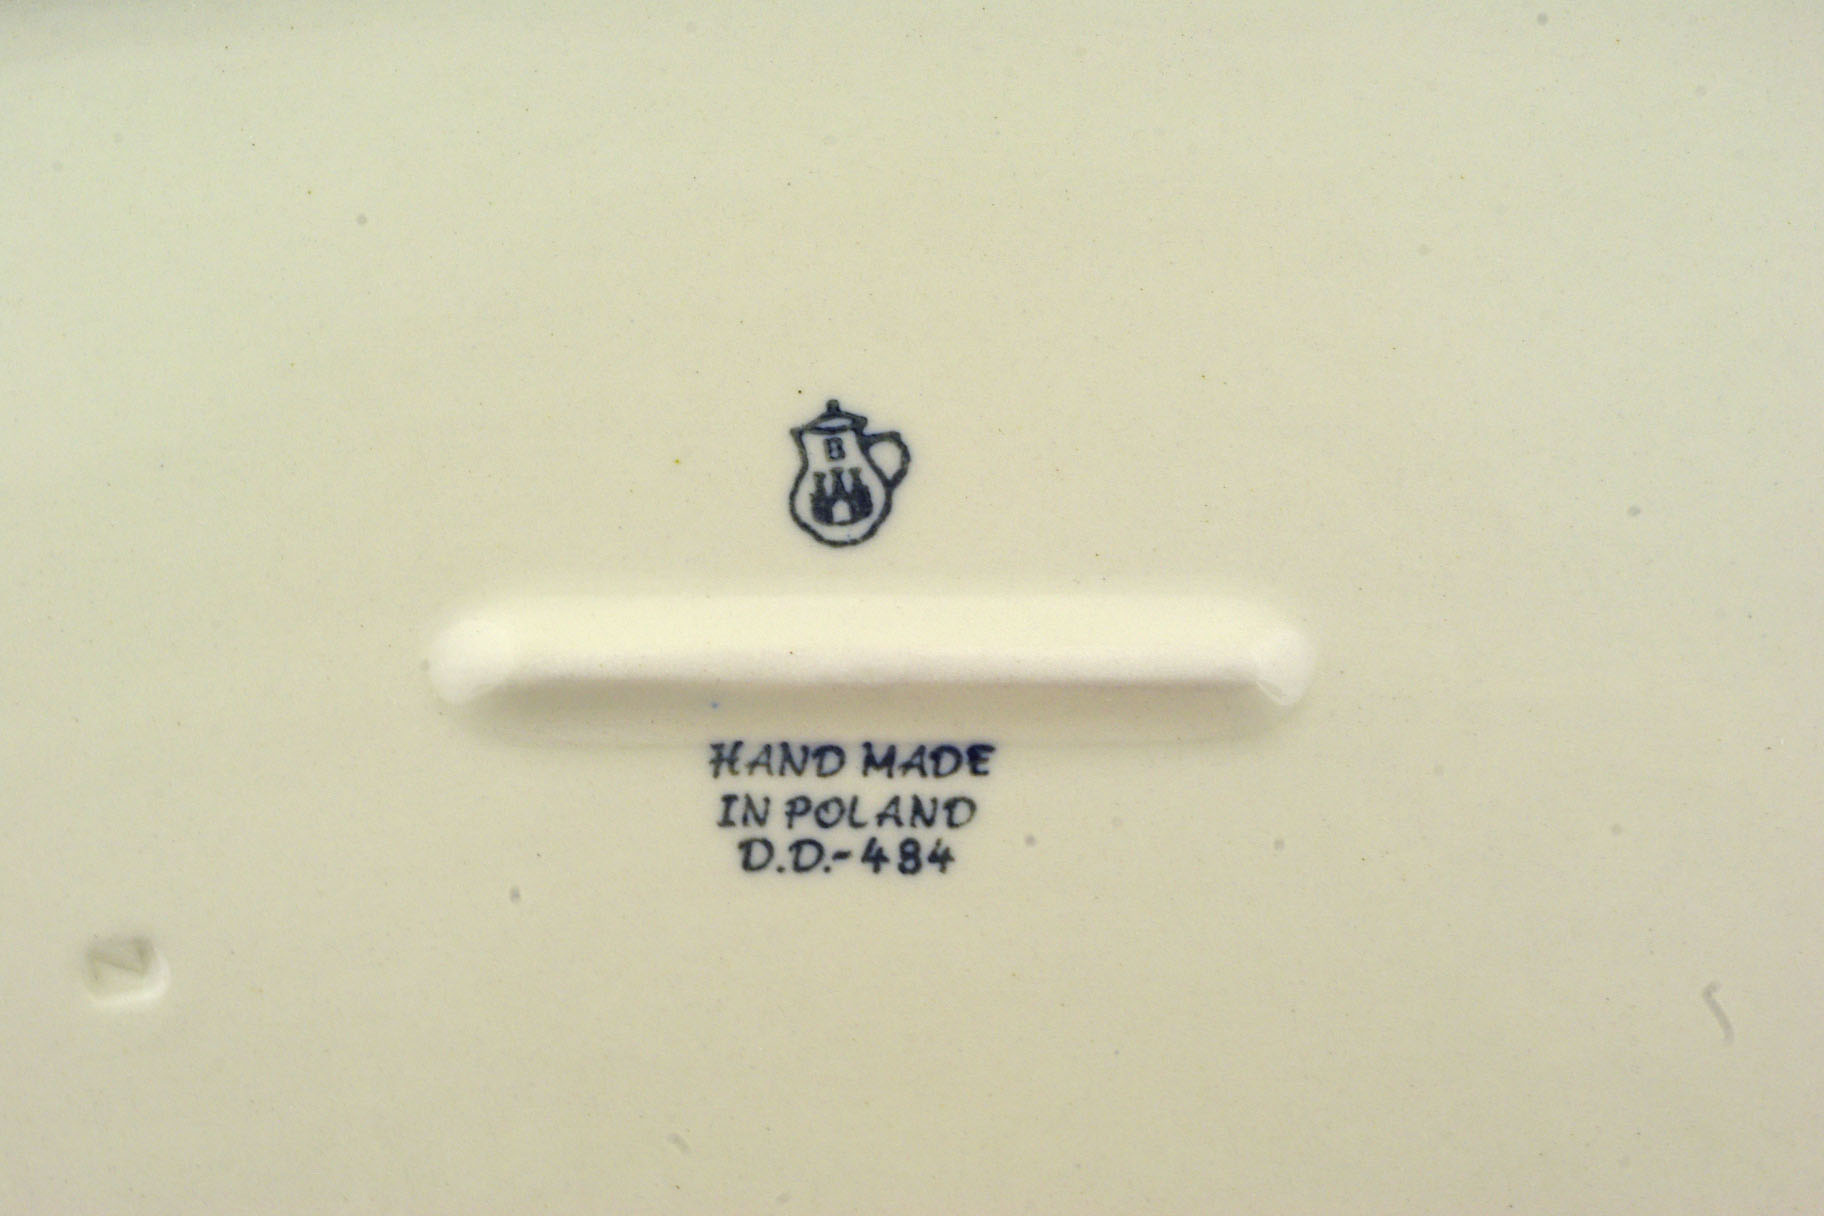 B
HAND MADE
IN POLAND
D.D.-484